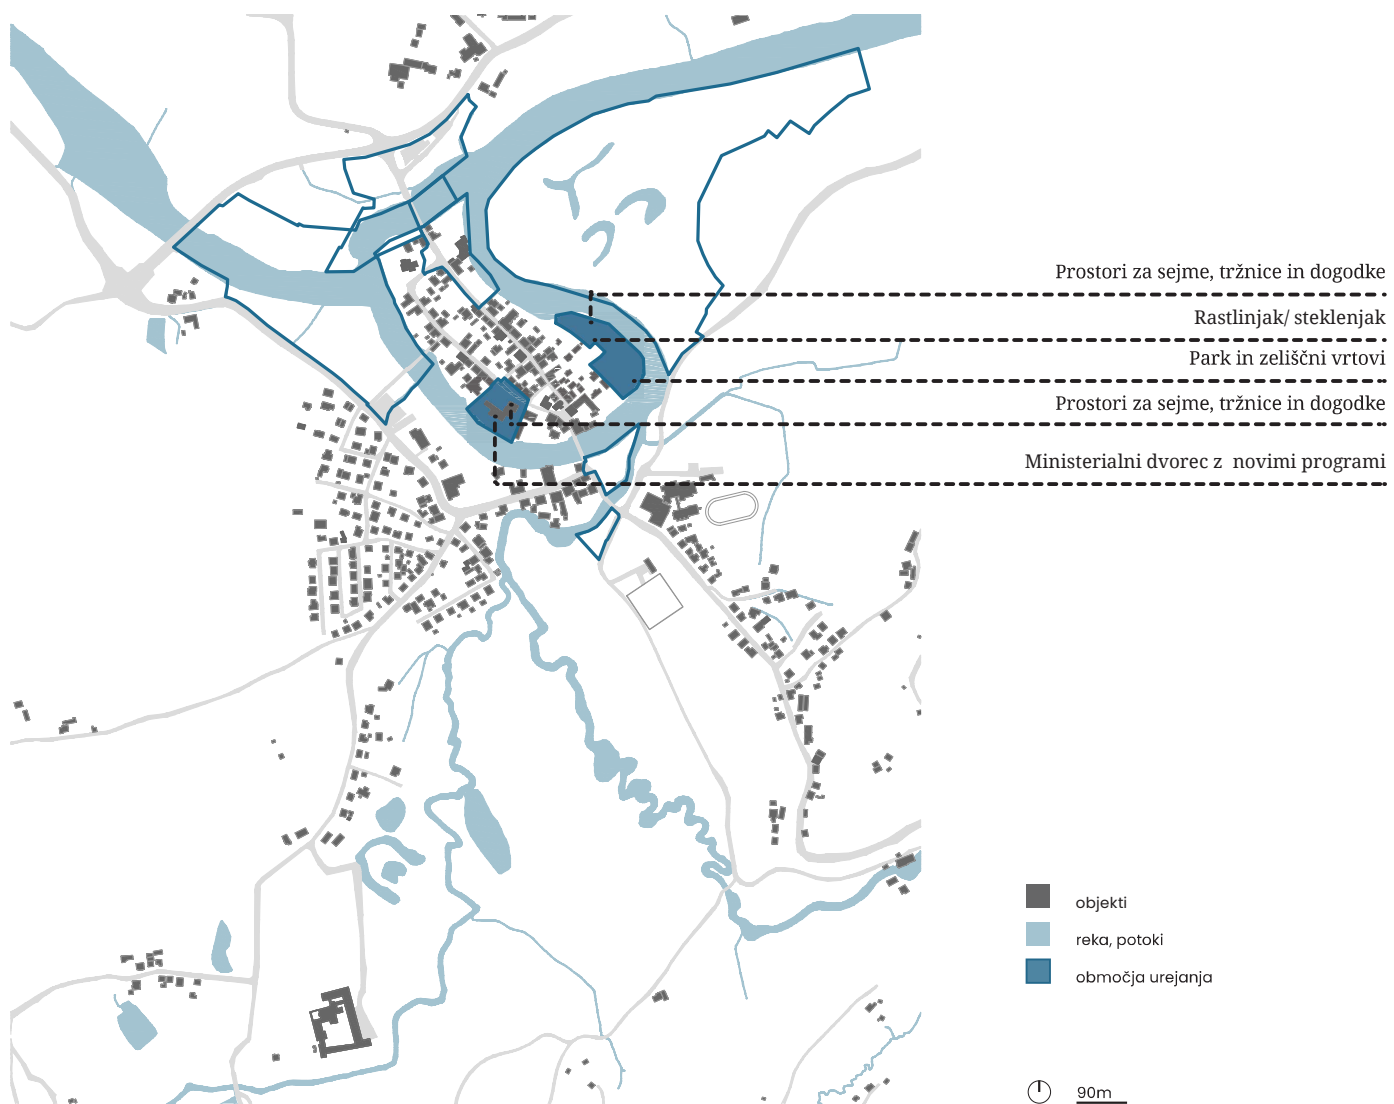 Prostori za sejme, tržnice in dogodke
Rastlinjak/ steklenjak
Park in zeliščni vrtovi
Prostori za sejme, tržnice in dogodke
Ministerialni dvorec z novimi programi
objekti
reka, potoki
območja urejanja
90m